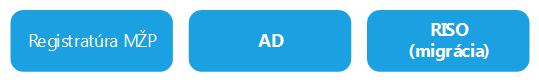 Registratúra MŽP
AD
RISO
(migrácia)